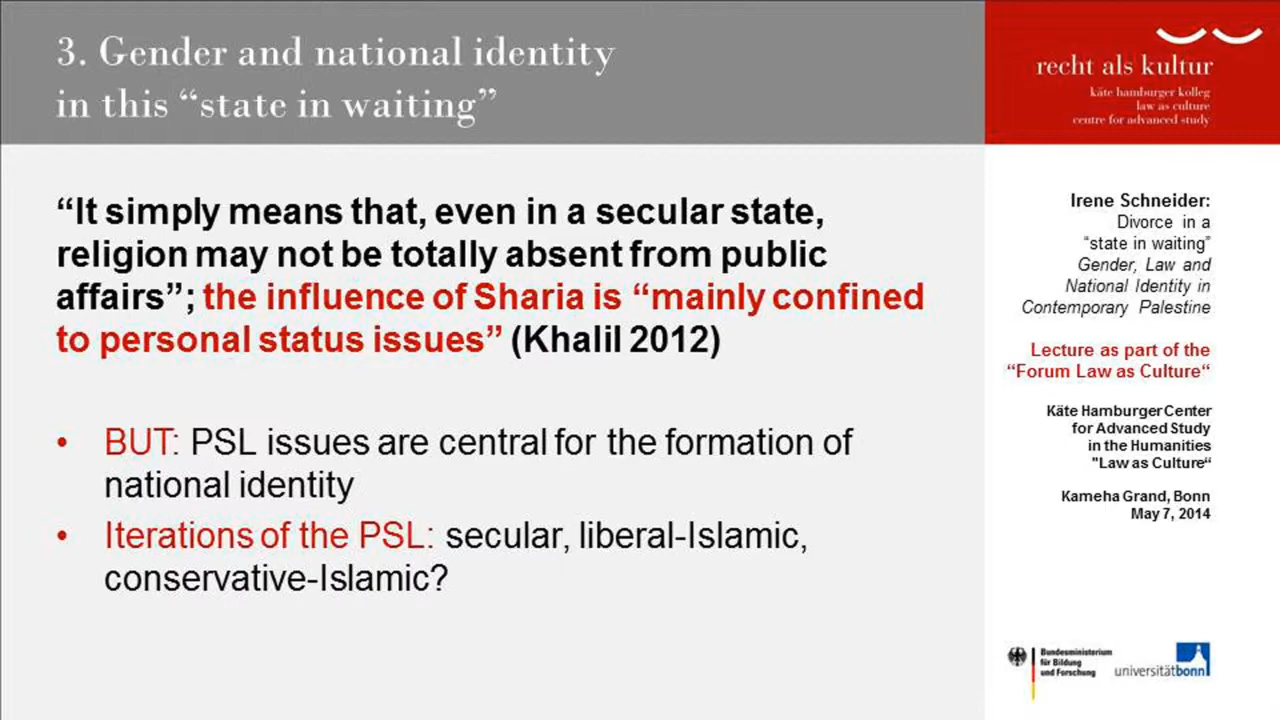 3. Gender and national identity
in this “state in waiting”
“It simply means that, even in a secular state,
religion may not be totally absent from public
affairs”; the influence of Sharia is “mainly confined
to personal status issues” (Khalil 2012)
• BUT: PSL issues are central for the formation of
national identity
• Iterations of the PSL: secular, liberal-Islamic,
conservative-Islamic?
recht als kultur
käte hamburger kolleg
law as culture
centre for advanced study
Irene Schneider:
Divorce in a
“state in waiting”
Gender, Law and
National Identity in
Contemporary Palestine
Lecture as part of the
“Forum Law as Culture“
Käte Hamburger Center
for Advanced Study
in the Humanities
"Law as Culture“
Kameha Grand, Bonn
May 7, 2014
Bundesministerium
für Bildung
und Forschung
universitätbonn